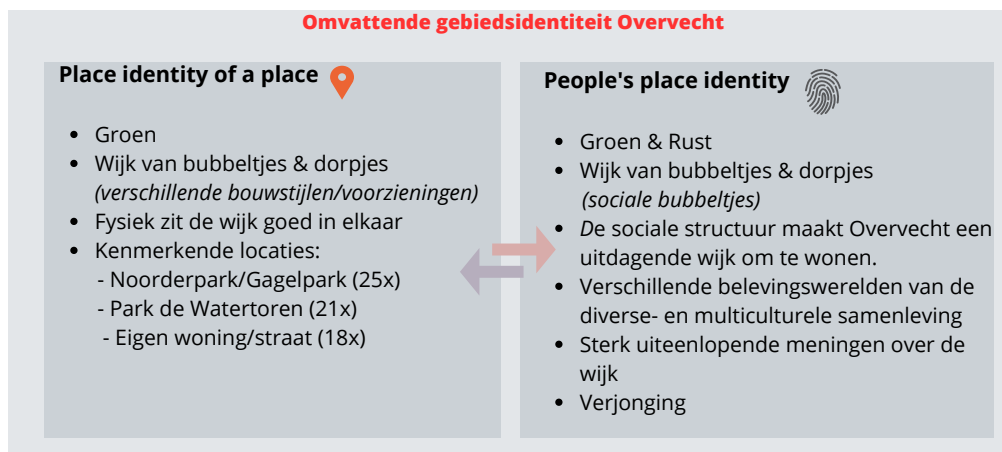 Omvattende gebiedsidentiteit Overvecht
Place identity of a place
• Groen
• Wijk van bubbeltjes & dorpjes
(verschillende bouwstijlen/voorzieningen)
• Fysiek zit de wijk goed in elkaar
• Kenmerkende locaties:
- Noorderpark/Gagelpark (25x)
- Park de Watertoren (21x)
- Eigen woning/straat (18x)
People's place identity
• Groen & Rust
• Wijk van bubbeltjes & dorpjes
(sociale bubbeltjes)
• De sociale structuur maakt Overvecht een
uitdagende wijk om te wonen.
• Verschillende belevingswerelden van de
diverse- en multiculturele samenleving
• Sterk uiteenlopende meningen over de
wijk
• Verjonging